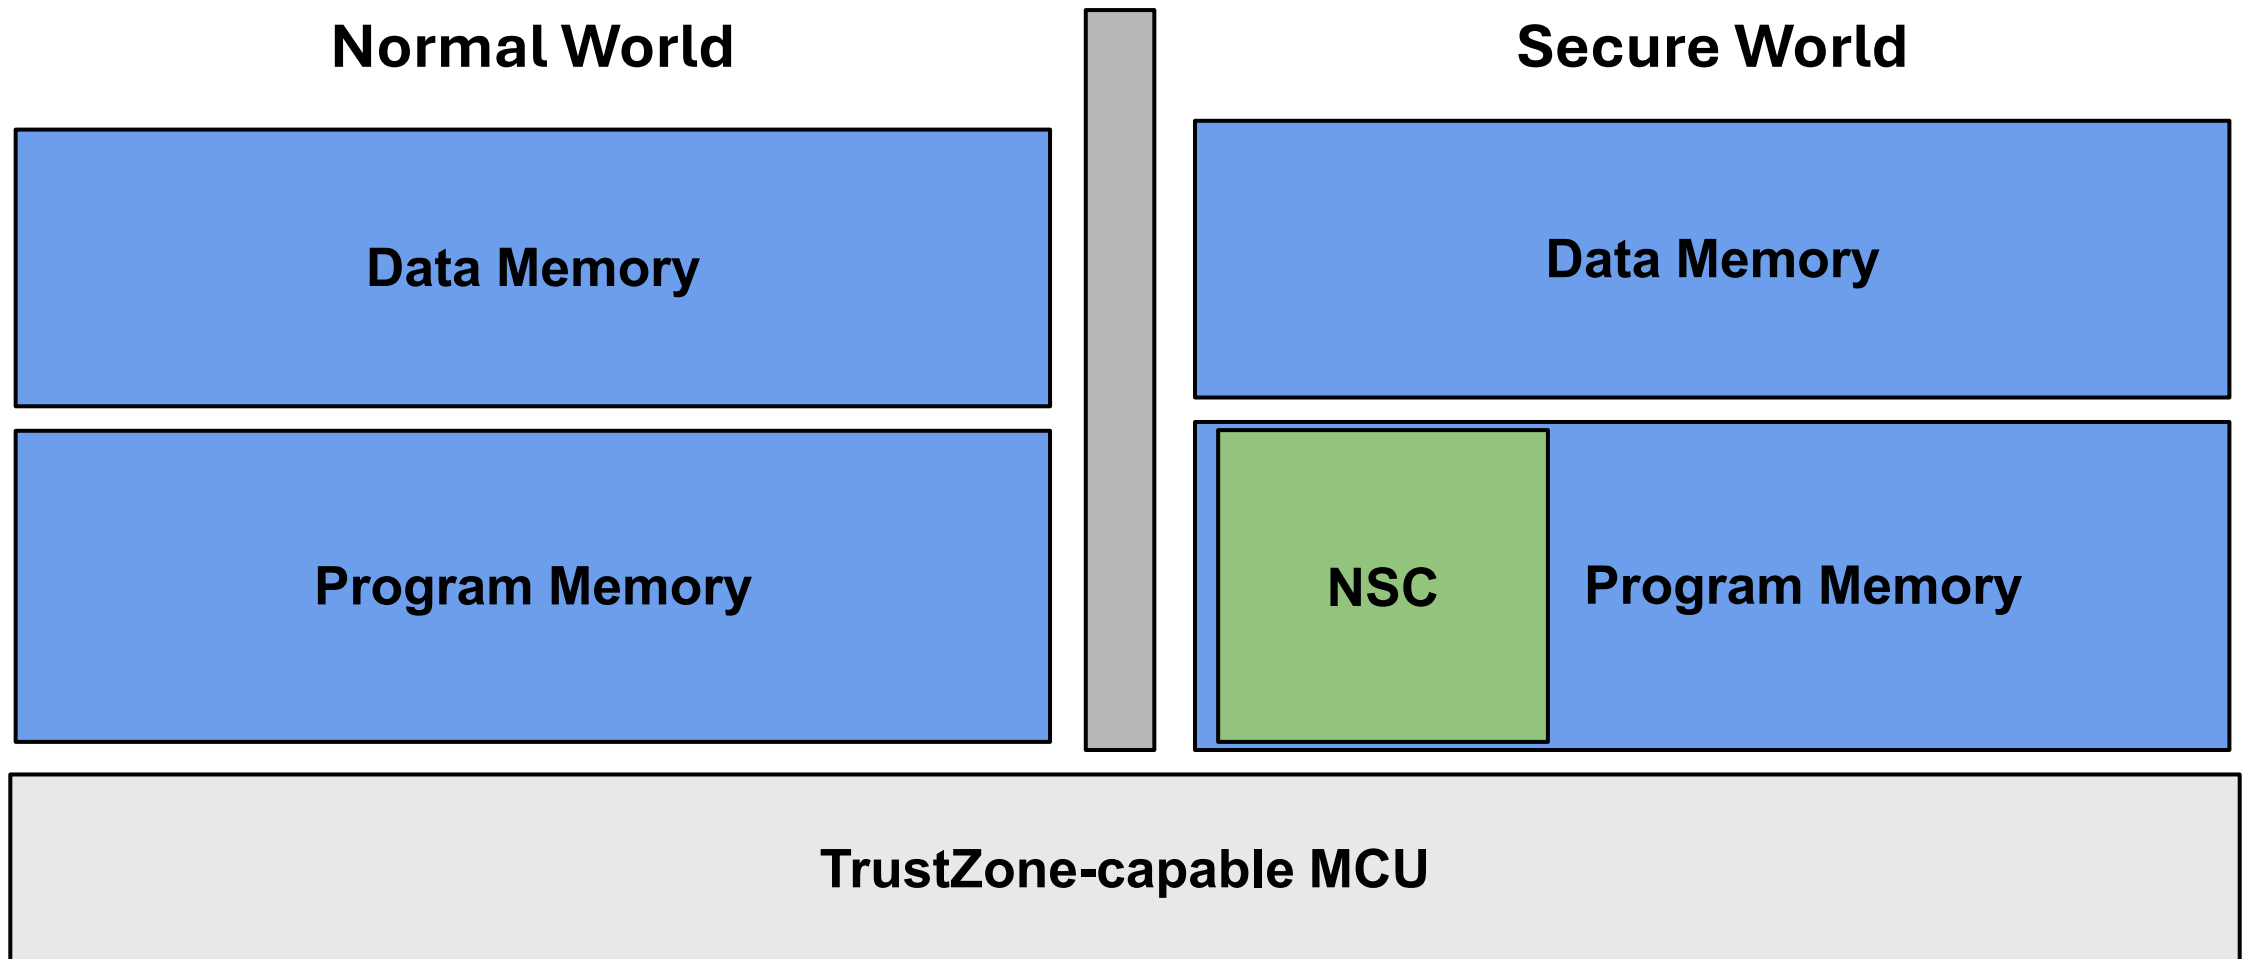 Normal World
Secure World
Data Memory
Data Memory
Program Memory
NSC
Program Memory
TrustZone-capable MCU